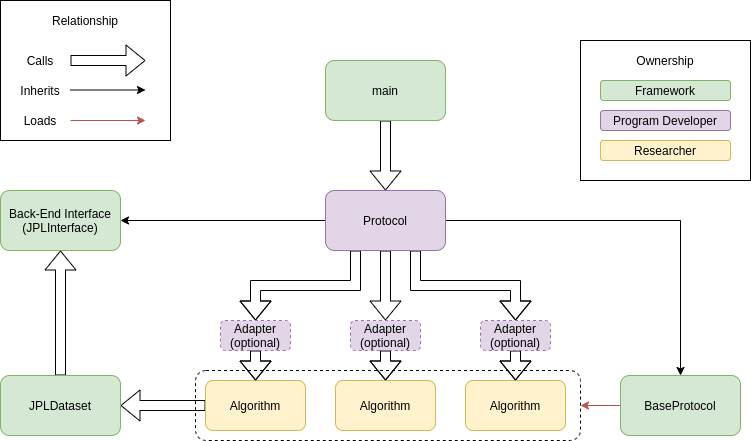 Relationship
Calls
Inherits
Loads
Ownership
Framework
Program Developer
Researcher
main
Back-End Interface
(JPLInterface)
Protocol
Adapter
(optional)
Adapter
(optional)
Adapter
(optional)
JPLDataset
Algorithm
Algorithm
Algorithm
BaseProtocol